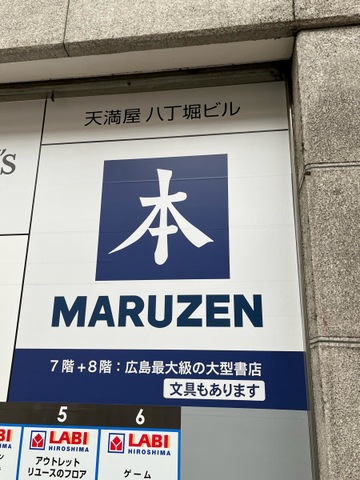 天満屋 八丁堀ビル
本
MARUZEN
7階+8階：広島最大級の大型書店
文具もあります
5
6
LABI
HIROSHIMA
LABI
HIROSHIMA
アウトレット
リユースのフロア
ゲーム